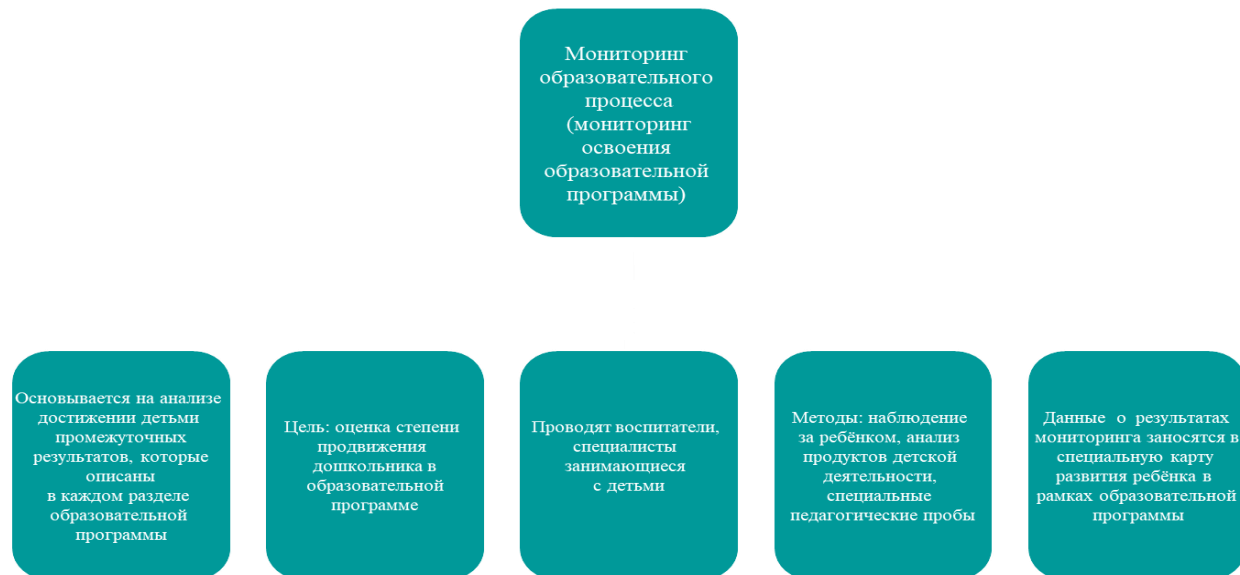 Мониторинг
образовательного
процесса
(мониторинг
освоения
образовательной
программы)
Основывается на анализе
достижении детьми
промежуточных
результатов, которые
описаны
в каждом разделе
образовательной
программы
Цель: оценка степени
продвижения
дошкольника в
образовательной
программе
Проводят воспитатели,
специалисты
занимающиеся
с детьми
Методы: наблюдение
за ребёнком, анализ
продуктов детской
деятельности,
специальные
педагогические пробы
Данные о результатах
мониторинга заносятся в
специальную карту
развития ребёнка в
рамках образовательной
программы